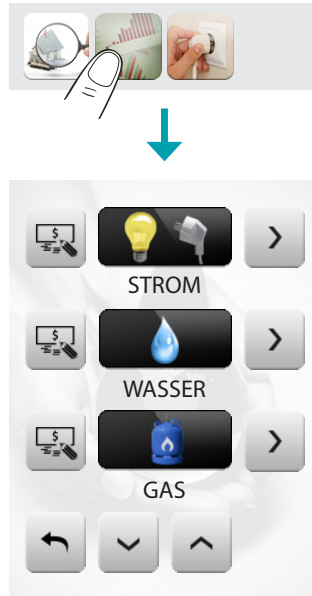 $
STROM
$
WASSER
$
GAS